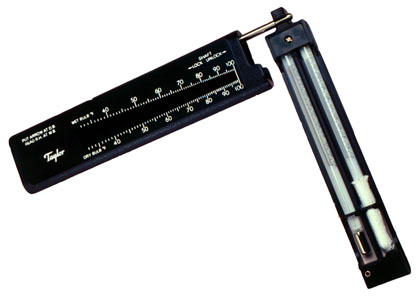 SHAFT
←LOCK UNLOCK→
WET BULB °F 40 50 60 70 80 90 100
PUT ARROW AT D.B.
READ R.H. AT W.B.
DRY BULB °F 40 50 60 70 80 90 100
Taylor